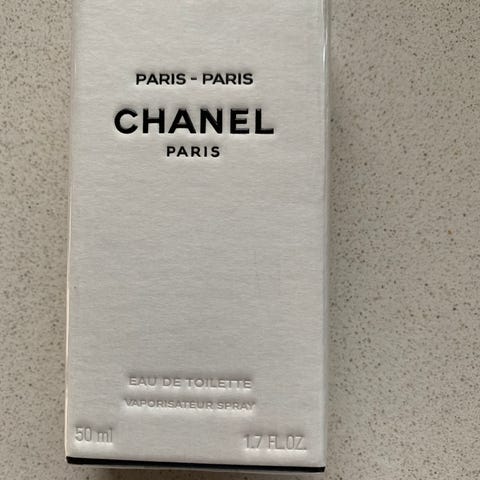 PARIS - PARIS
CHANEL
PARIS
EAU DE TOILETTE
VAPORISATEUR SPRAY
50 ml 1.7 FL.OZ.